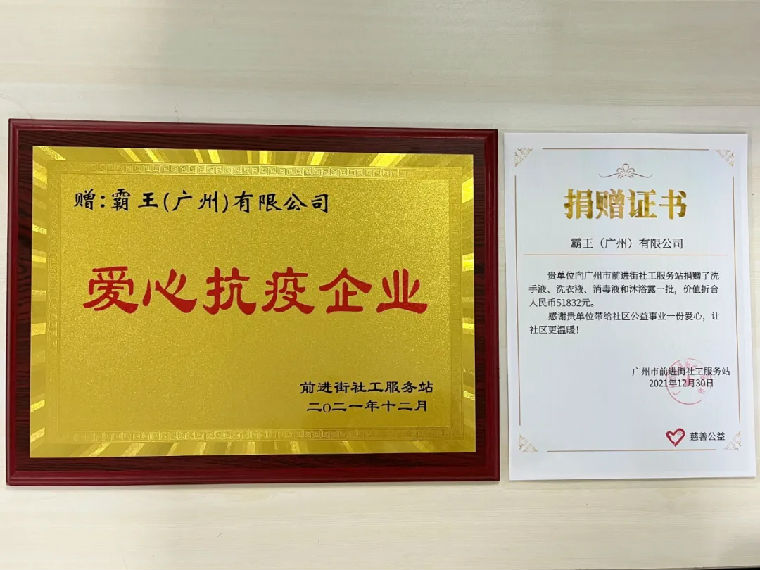 赠:霸王(广州)有限公司
爱心抗疫企业
前进街社工服务站
二〇二一年十二月
捐赠证书
霸王（广州）有限公司
贵单位向广州市前进街社工服务站捐赠了洗
手液、洗衣液、消毒液和沐浴露一批，价值折合
人民币51832元。
感谢贵单位带给社区公益事业一份爱心，让
社区更温暖！
广州市前进街社工服务站
2021年12月30日
慈善公益